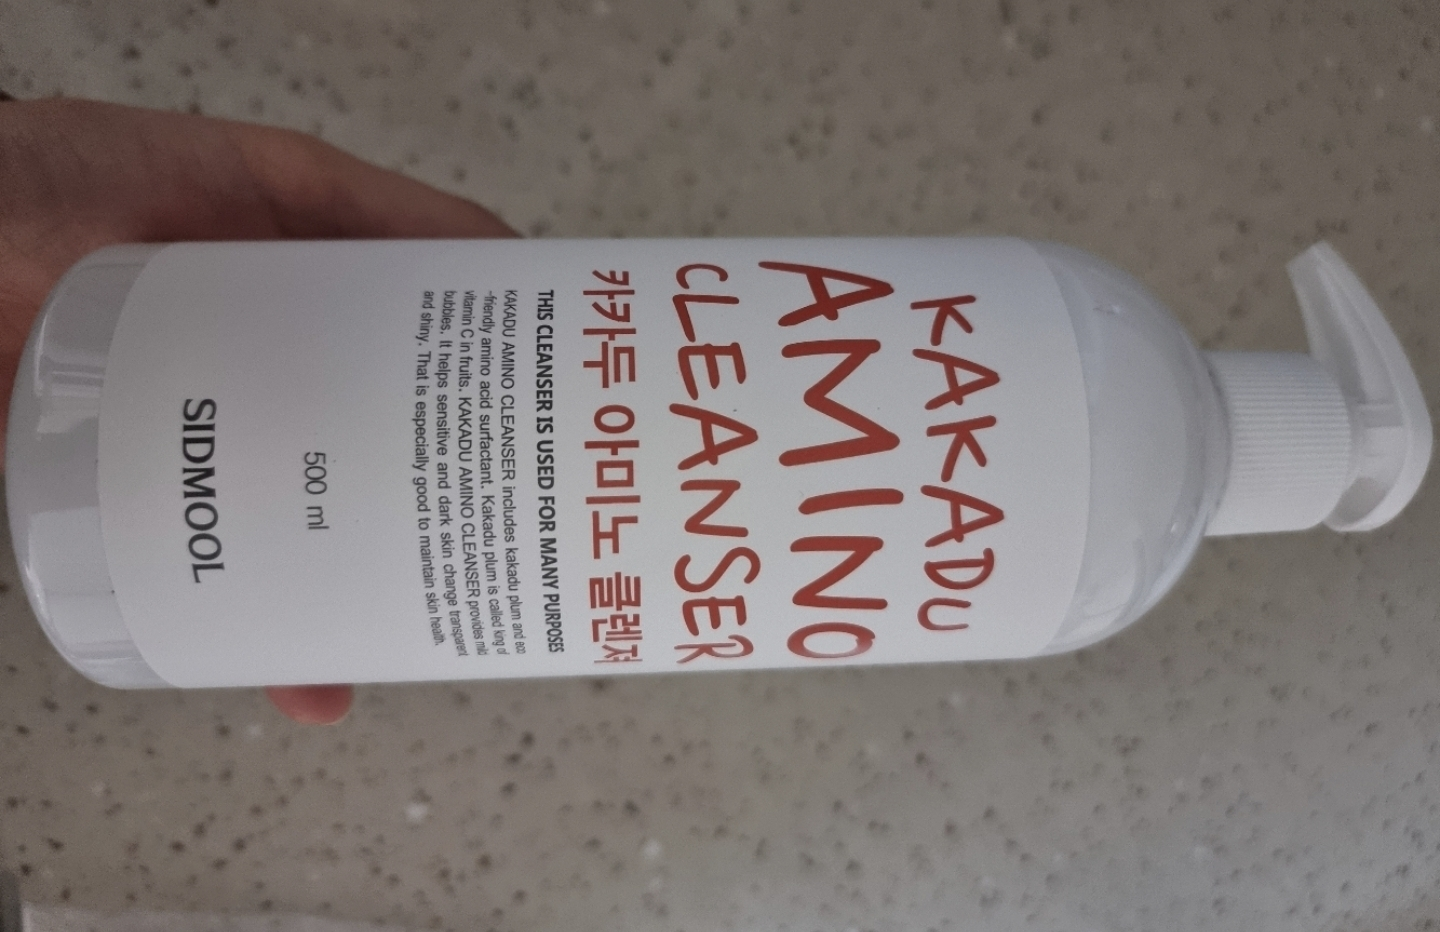 KAKADU
AMINO
CLEANSER
카카두 아미노 클렌저
THIS CLEANSER IS USED FOR MANY PURPOSES
KAKADU AMINO CLEANSER includes kakadu plum and eco
-friendly amino acid surfactant. Kakadu plum is called king of
vitamin C in fruits. KAKADU AMINO CLEANSER provides mild
bubbles. It helps sensitive and dark skin change transparent
and shiny. That is especially good to maintain skin health.
500 ml
SIDMOOL